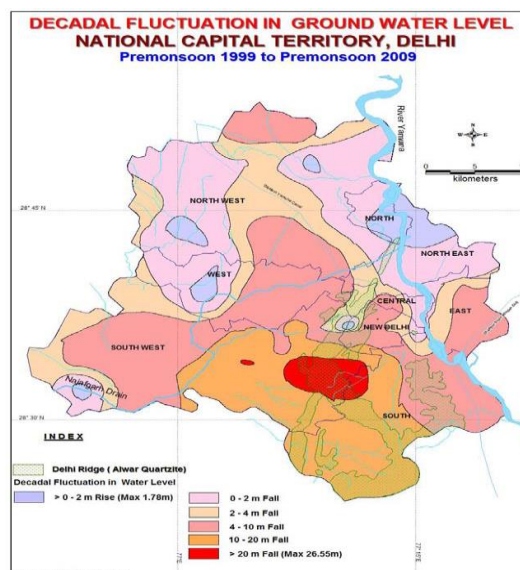 DECADAL FLUCTUATION IN GROUND WATER LEVEL
NATIONAL CAPITAL TERRITORY, DELHI
Premonsoon 1999 to Premonsoon 2009
River Yamuna
W
E
kilometers
28° 45' N
NORTH WEST
NORTH
NORTH EAST
WEST
CENTRAL
EAST
NEW DELHI
SOUTH WEST
Najafgarh Drain
SOUTH
28° 30' N
INDEX
Delhi Ridge ( Alwar Quartzite)
Decadal Fluctuation in Water Level
> 0 - 2 m Rise (Max 1.78m)
0 - 2 m Fall
2 - 4 m Fall
4 - 10 m Fall
10 - 20 m Fall
> 20 m Fall (Max 26.55m)